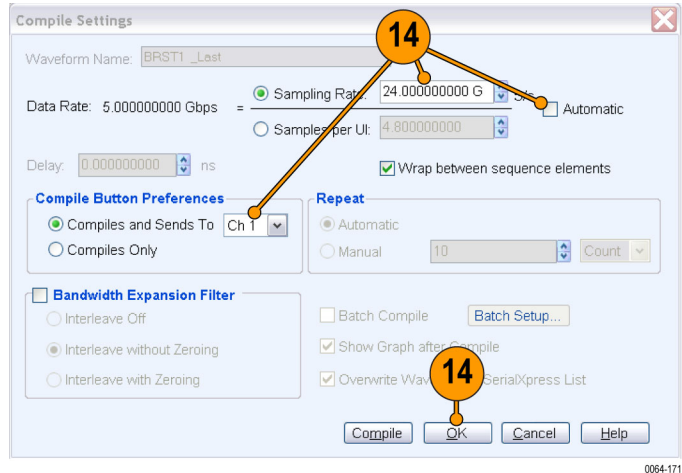 Compile Settings
14
Waveform Name: BRST1 _Last
Data Rate: 5.000000000 Gbps = Sampling Rate: 24.000000000 G S/s Automatic
Samples per UI: 4.800000000
Delay: 0.000000000 ns Wrap between sequence elements
Compile Button Preferences Repeat
Compiles and Sends To Ch 1 Automatic
Compiles Only Manual 10 Count
Bandwidth Expansion Filter
Interleave Off Batch Compile Batch Setup...
Interleave without Zeroing Show Graph after Compile
Interleave with Zeroing Overwrite SerialXpress List
14
Compile OK Cancel Help
0064-171